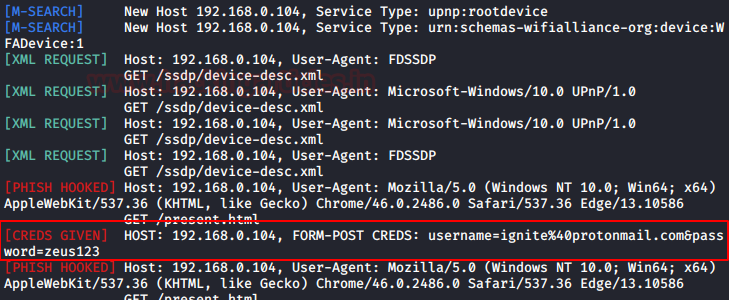 [M-SEARCH] New Host 192.168.0.104, Service Type: upnp:rootdevice
[M-SEARCH] New Host 192.168.0.104, Service Type: urn:schemas-wifialliance-org:device:W
FADevice:1
[XML REQUEST] Host: 192.168.0.104, User-Agent: FDSSDP
GET /ssdp/device-desc.xml
[XML REQUEST] Host: 192.168.0.104, User-Agent: Microsoft-Windows/10.0 UPnP/1.0
GET /ssdp/device-desc.xml
[XML REQUEST] Host: 192.168.0.104, User-Agent: Microsoft-Windows/10.0 UPnP/1.0
GET /ssdp/device-desc.xml
[XML REQUEST] Host: 192.168.0.104, User-Agent: FDSSDP
GET /ssdp/device-desc.xml
[PHISH HOOKED] Host: 192.168.0.104, User-Agent: Mozilla/5.0 (Windows NT 10.0; Win64; x64)
AppleWebKit/537.36 (KHTML, like Gecko) Chrome/46.0.2486.0 Safari/537.36 Edge/13.10586
GET /present.html
[CREDS GIVEN] HOST: 192.168.0.104, FORM-POST CREDS: username=ignite%40protonmail.com&pass
word=zeus123
[PHISH HOOKED] Host: 192.168.0.104, User-Agent: Mozilla/5.0 (Windows NT 10.0; Win64; x64)
AppleWebKit/537.36 (KHTML, like Gecko) Chrome/46.0.2486.0 Safari/537.36 Edge/13.10586
GET /present.html